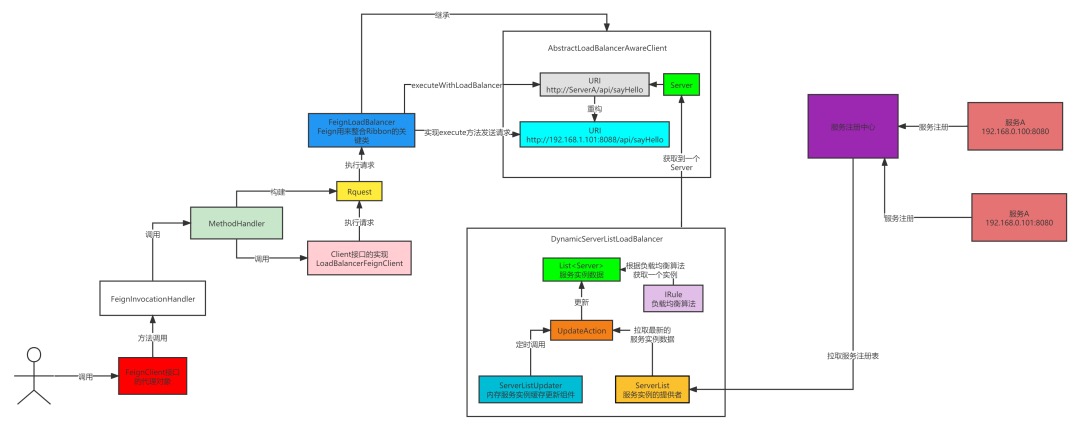 继承
AbstractLoadBalancerAwareClient
executeWithLoadBalancer
URI
http://ServerA/api/sayHello
Server
重构
FeignLoadBalancer
Feign用来整合Ribbon的关
键类
实现execute方法发送请求
URI
http://192.168.1.101:8088/api/sayHello
获取到一个
Server
服务注册中心
服务注册
服务A
192.168.0.100:8080
服务注册
服务A
192.168.0.101:8080
执行请求
构建
Rquest
MethodHandler
执行请求
调用
调用
Client接口的实现
LoadBalancerFeignClient
DynamicServerListLoadBalancer
List<Server>
服务实例数据
根据负载均衡算法
获取一个实例
IRule
负载均衡算法
更新
FeignInvocationHandler
UpdateAction
定时调用
拉取最新的
服务实例数据
方法调用
拉取服务注册表
调用
FeignClient接口
的代理对象
ServerListUpdater
内存服务实例缓存更新组件
ServerList
服务实例的提供者